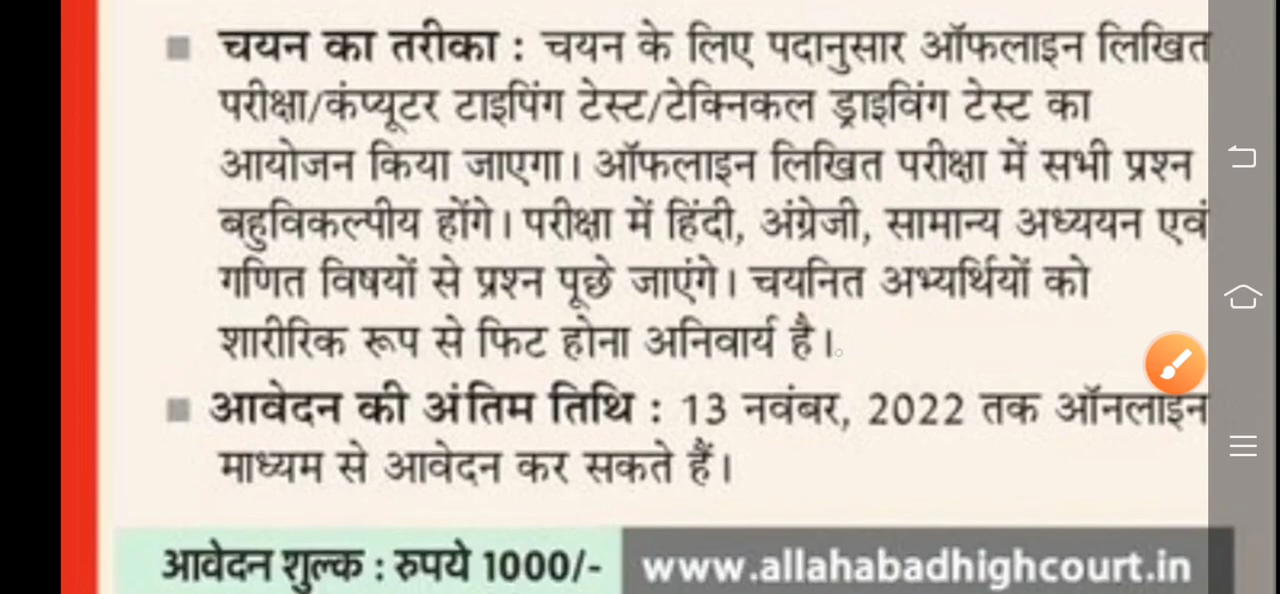 चयन का तरीका : चयन के लिए पदानुसार ऑफलाइन लिखित
परीक्षा/कंप्यूटर टाइपिंग टेस्ट/टेक्निकल ड्राइविंग टेस्ट का
आयोजन किया जाएगा। ऑफलाइन लिखित परीक्षा में सभी प्रश्न
बहुविकल्पीय होंगे। परीक्षा में हिंदी, अंग्रेजी, सामान्य अध्ययन एवं
गणित विषयों से प्रश्न पूछे जाएंगे। चयनित अभ्यर्थियों को
शारीरिक रूप से फिट होना अनिवार्य है।
आवेदन की अंतिम तिथि : 13 नवंबर, 2022 तक ऑनलाइन
माध्यम से आवेदन कर सकते हैं।
आवेदन शुल्क : रुपये 1000/- www.allahabadhighcourt.in